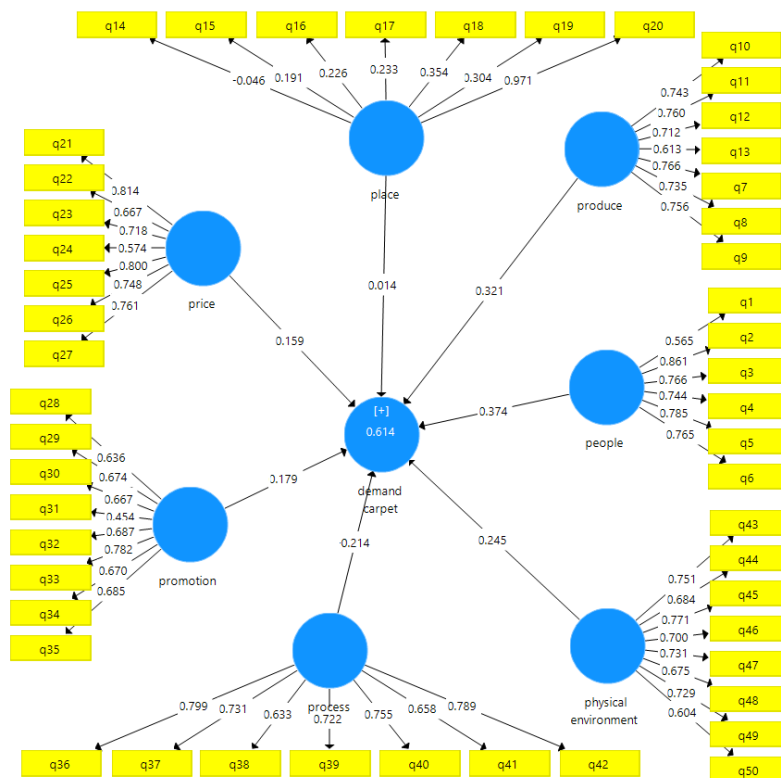 q14 q15 q16 q17 q18 q19 q20
-0.046 0.191 0.226 0.233 0.354 0.304 0.971
place
0.014
q10
q11
q12
q13
q7
q8
q9
0.743
0.760
0.712
0.613
0.766
0.735
0.756
produce
0.321
q21
q22
q23
q24
q25
q26
q27
0.814
0.667
0.718
0.574
0.800
0.748
0.761
price
0.159
q1
q2
q3
q4
q5
q6
0.565
0.861
0.766
0.744
0.785
0.765
people
0.374
[+]
0.614
demand
carpet
q28
q29
q30
q31
q32
q33
q34
q35
0.636
0.674
0.667
0.454
0.687
0.782
0.670
0.685
promotion
0.179
q43
q44
q45
q46
q47
q48
q49
q50
0.751
0.684
0.771
0.700
0.731
0.675
0.729
0.604
physical
environment
0.245
-0.214
process
0.799 0.731 0.633 0.722 0.755 0.658 0.789
q36 q37 q38 q39 q40 q41 q42